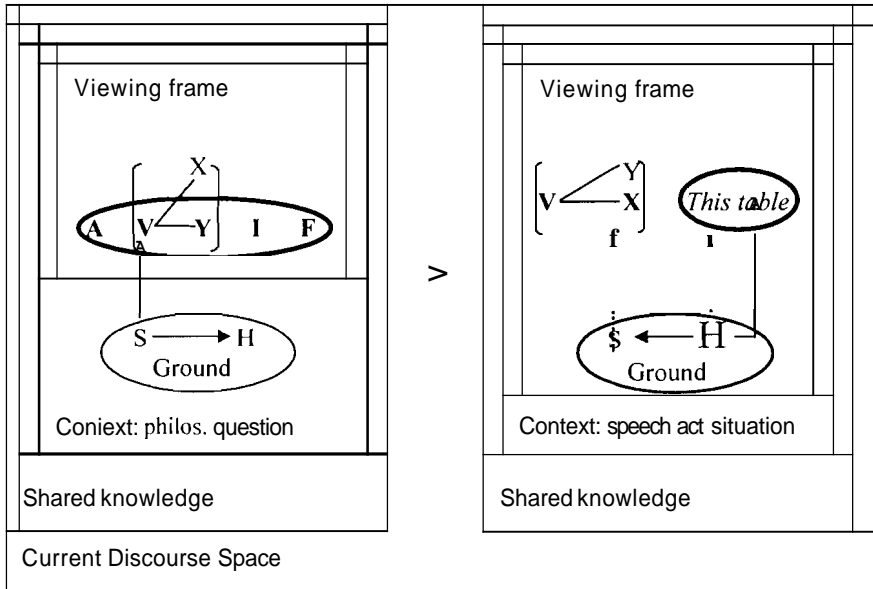 Viewing frame
X
A V Y I F
A
S H
Ground
Coniext: philos. question
Shared knowledge
Current Discourse Space
>
Viewing frame
Y
V X This table
f ı
S H
Ground
Context: speech act situation
Shared knowledge